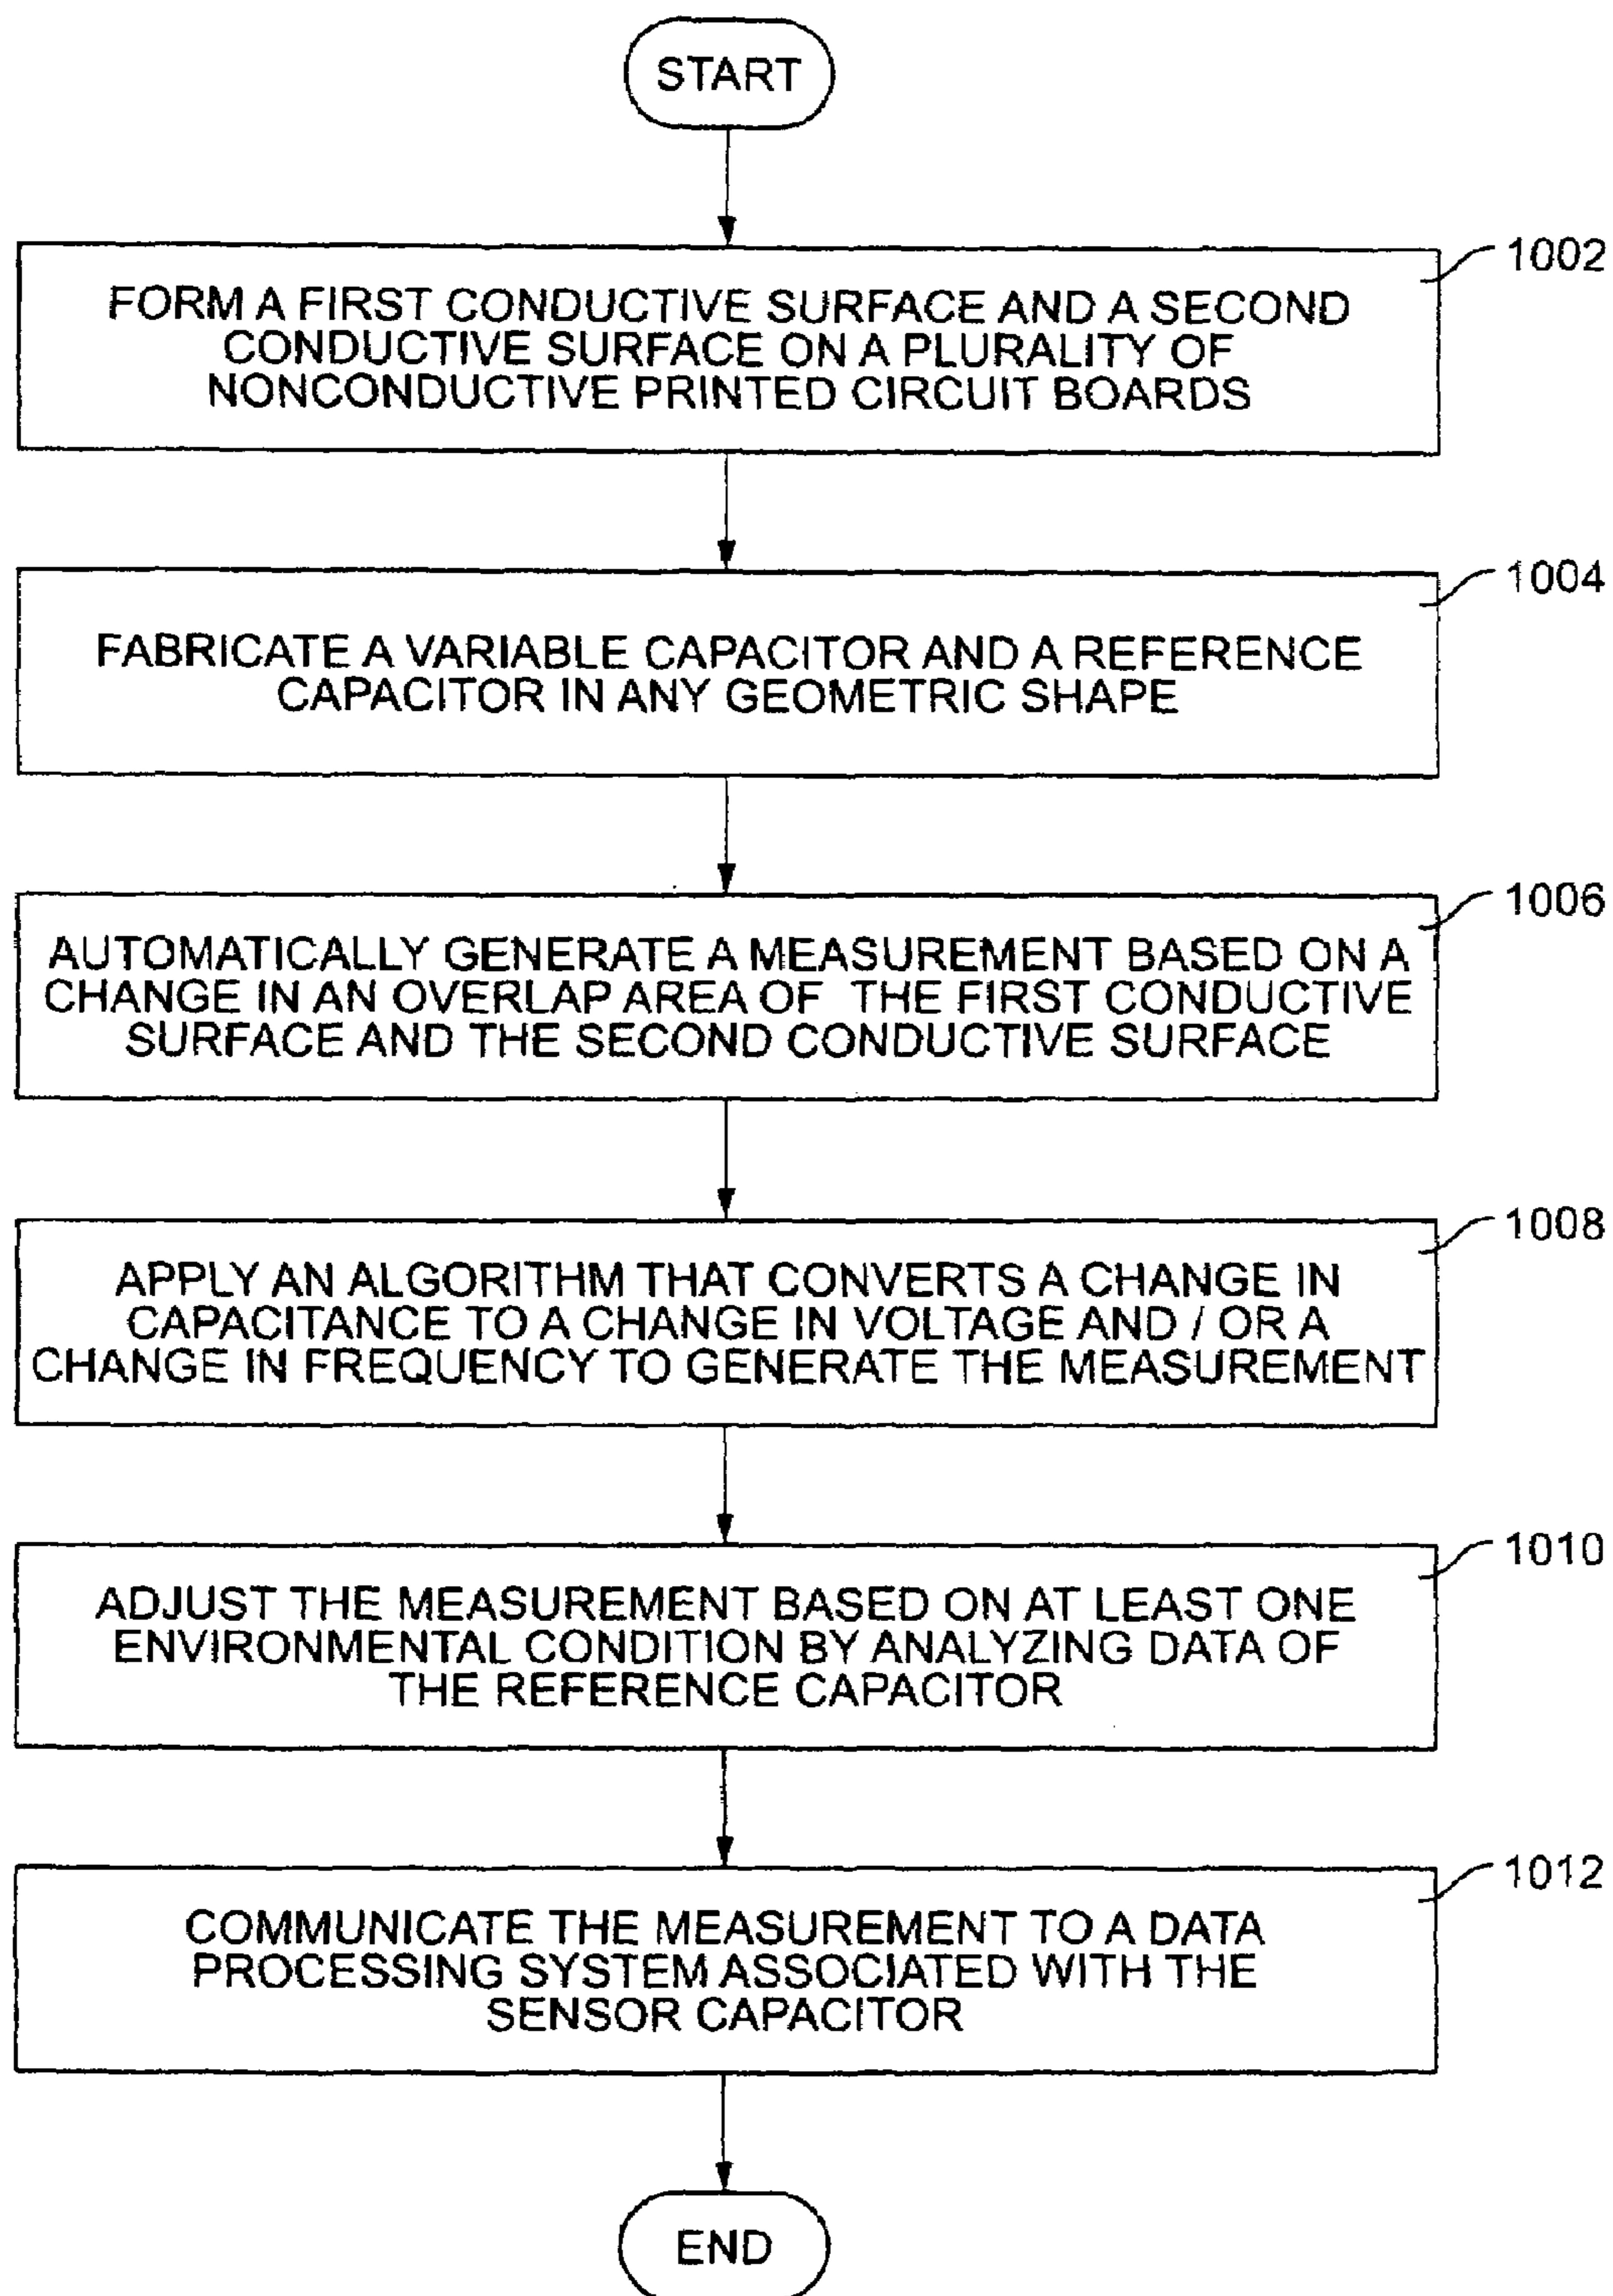 START
1002
FORM A FIRST CONDUCTIVE SURFACE AND A SECOND
CONDUCTIVE SURFACE ON A PLURALITY OF
NONCONDUCTIVE PRINTED CIRCUIT BOARDS
1004
FABRICATE A VARIABLE CAPACITOR AND A REFERENCE
CAPACITOR IN ANY GEOMETRIC SHAPE
1006
AUTOMATICALLY GENERATE A MEASUREMENT BASED ON A
CHANGE IN AN OVERLAP AREA OF THE FIRST CONDUCTIVE
SURFACE AND THE SECOND CONDUCTIVE SURFACE
1008
APPLY AN ALGORITHM THAT CONVERTS A CHANGE IN
CAPACITANCE TO A CHANGE IN VOLTAGE AND / OR A
CHANGE IN FREQUENCY TO GENERATE THE MEASUREMENT
1010
ADJUST THE MEASUREMENT BASED ON AT LEAST ONE
ENVIRONMENTAL CONDITION BY ANALYZING DATA OF
THE REFERENCE CAPACITOR
1012
COMMUNICATE THE MEASUREMENT TO A DATA
PROCESSING SYSTEM ASSOCIATED WITH THE
SENSOR CAPACITOR
END